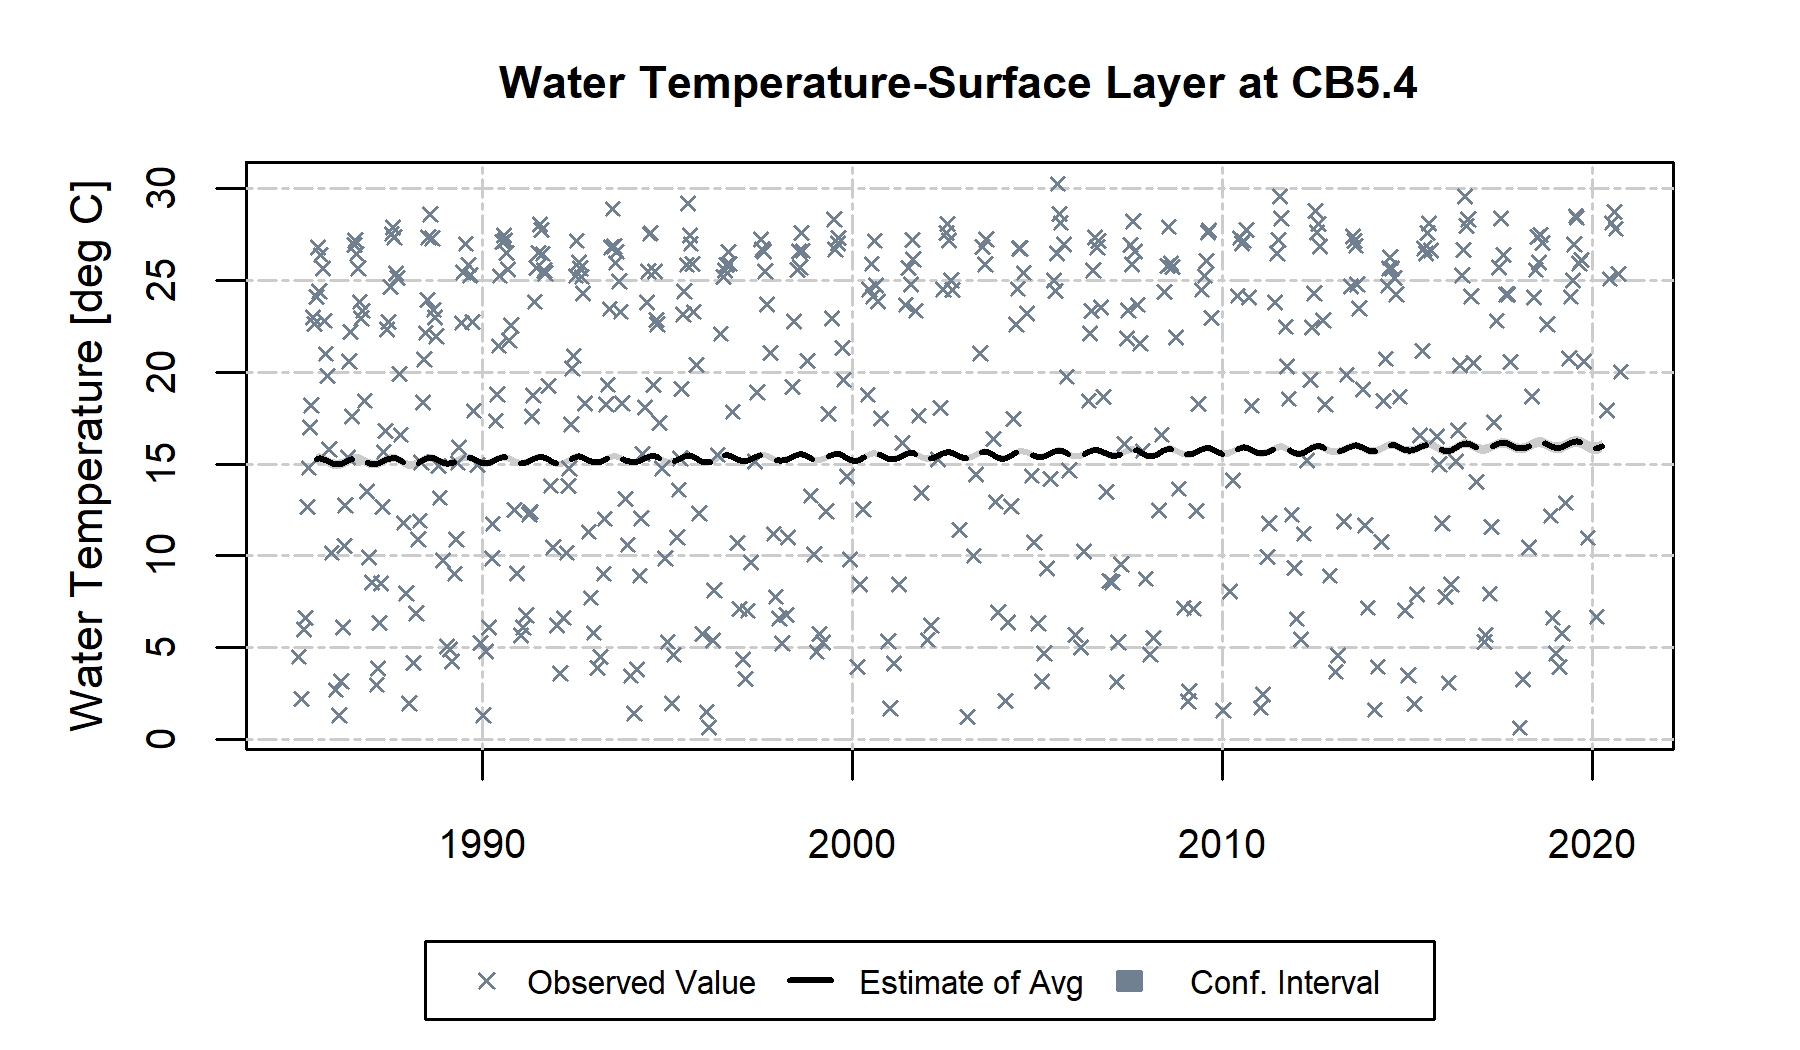 Water Temperature-Surface Layer at CB5.4
Water Temperature [deg C]
30
25
20
15
10
5
0
1990 2000 2010 2020
Observed Value Estimate of Avg Conf. Interval